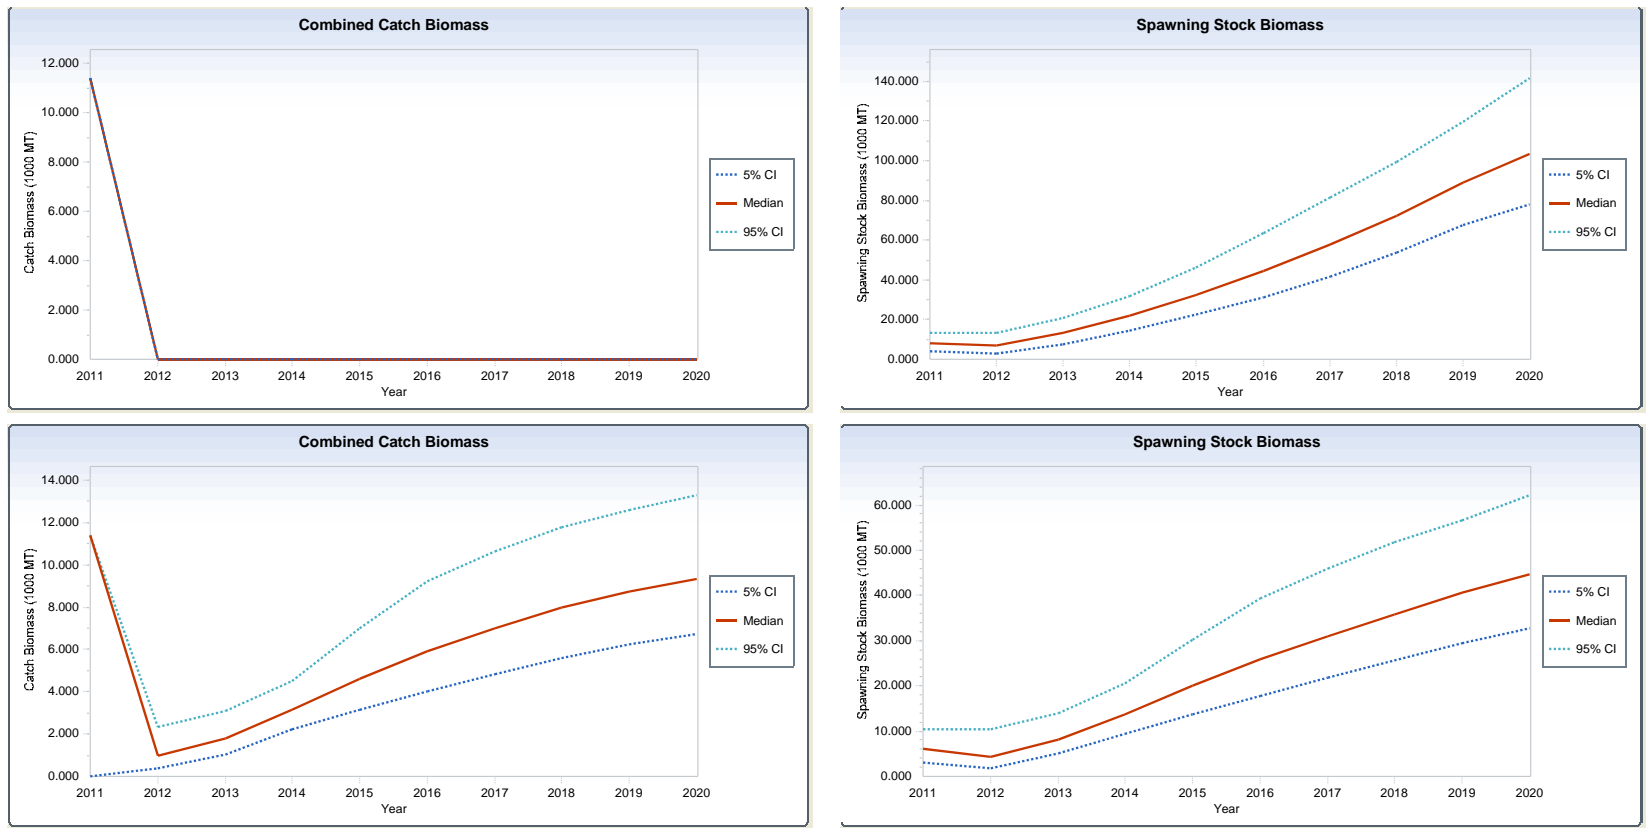 Combined Catch Biomass
12.000
10.000
8.000
6.000
4.000
2.000
0.000
Catch Biomass (1000 MT)
2011 2012 2013 2014 2015 2016 2017 2018 2019 2020
Year
5% CI
Median
95% CI
Spawning Stock Biomass
140.000
120.000
100.000
80.000
60.000
40.000
20.000
0.000
Spawning Stock Biomass (1000 MT)
2011 2012 2013 2014 2015 2016 2017 2018 2019 2020
Year
5% CI
Median
95% CI
Combined Catch Biomass
14.000
12.000
10.000
8.000
6.000
4.000
2.000
0.000
Catch Biomass (1000 MT)
2011 2012 2013 2014 2015 2016 2017 2018 2019 2020
Year
5% CI
Median
95% CI
Spawning Stock Biomass
60.000
50.000
40.000
30.000
20.000
10.000
0.000
Spawning Stock Biomass (1000 MT)
2011 2012 2013 2014 2015 2016 2017 2018 2019 2020
Year
5% CI
Median
95% CI